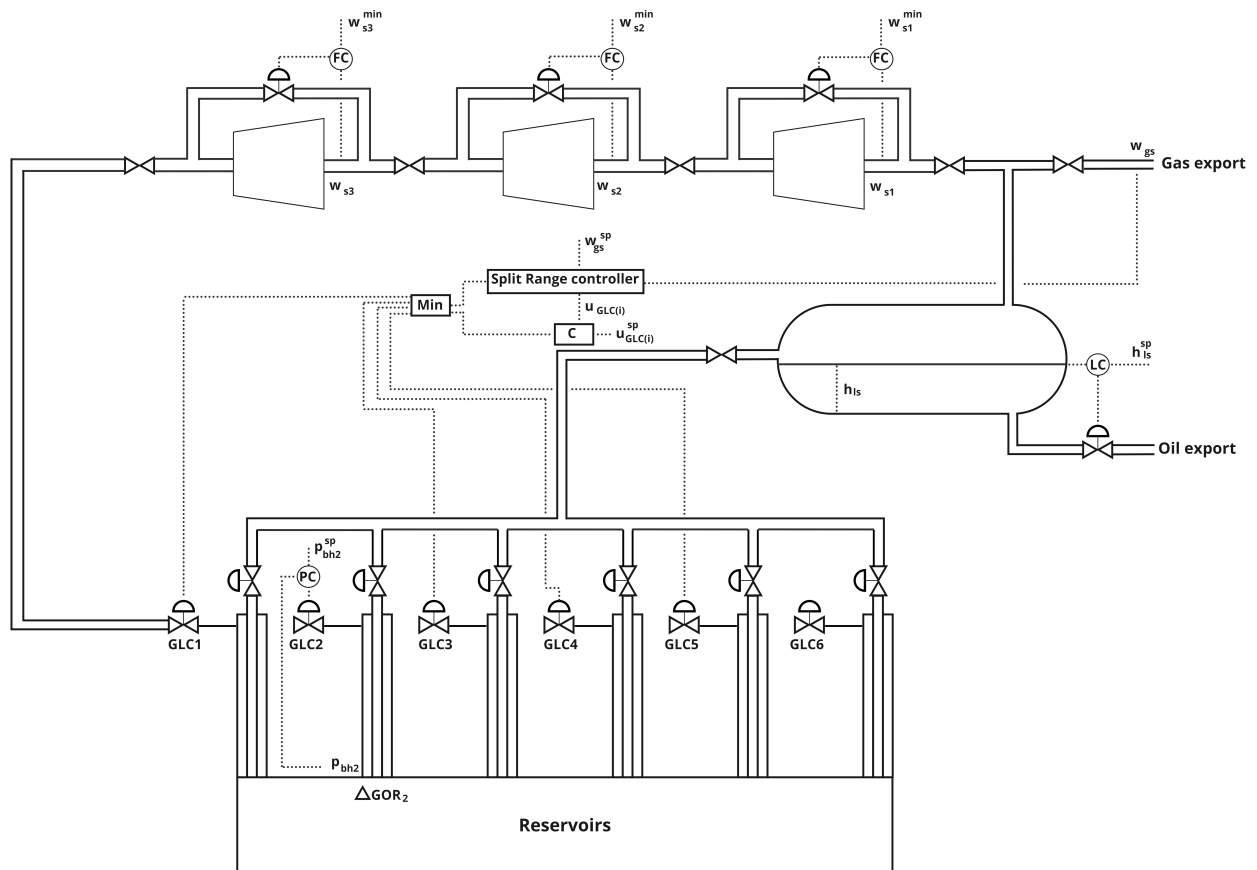 w s3 min
w s2 min
w s1 min
FC
FC
FC
w gs
Gas export
w s3
w s2
w s1
w gs sp
Split Range controller
Min
u GLC(i)
C
u GLC(i) sp
h ls sp
LC
h ls
Oil export
p bh2 sp
PC
GLC1
GLC2
GLC3
GLC4
GLC5
GLC6
p bh2
△GOR 2
Reservoirs